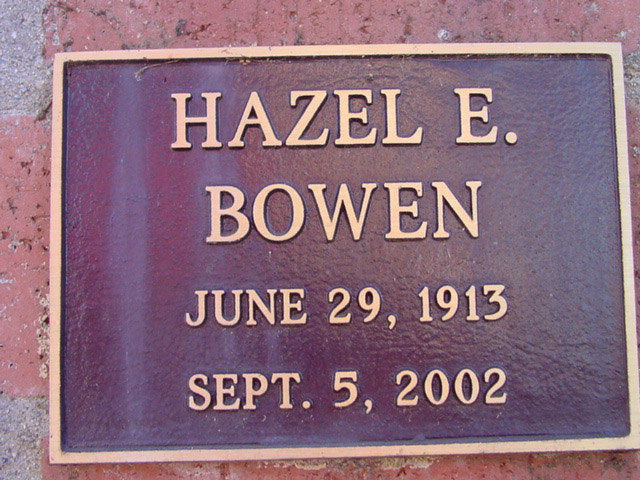 HAZEL E.
BOWEN
JUNE 29, 1913
SEPT. 5, 2002